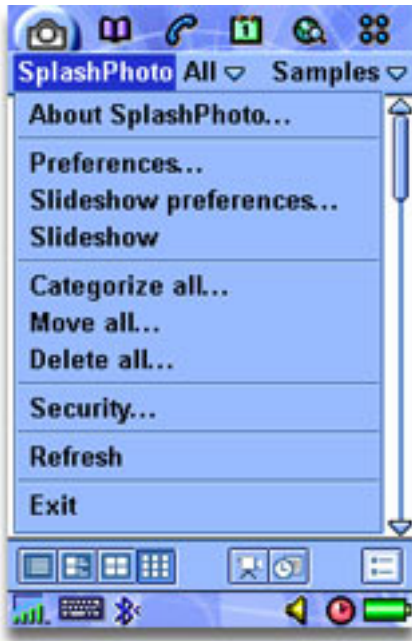 SplashPhoto All Samples
About SplashPhoto...
Preferences...
Slideshow preferences...
Slideshow
Categorize all...
Move all...
Delete all...
Security...
Refresh
Exit